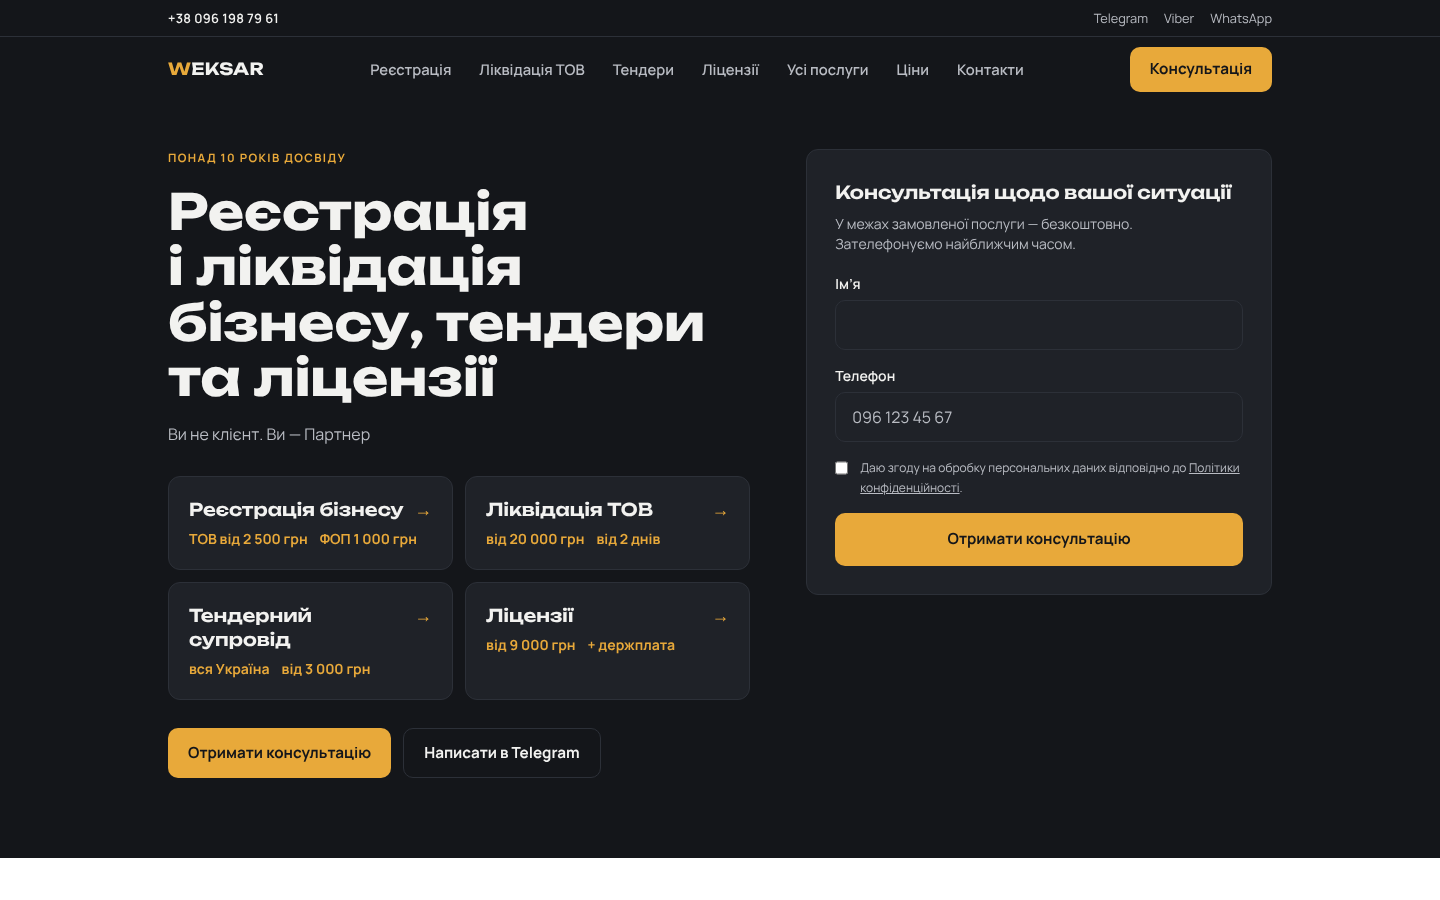 +38 096 198 79 61
Telegram Viber WhatsApp
WEKSAR
Реєстрація Ліквідація ТОВ Тендери Ліцензії Усі послуги Ціни Контакти
Консультація
ПОНАД 10 РОКІВ ДОСВІДУ
Реєстрація
і ліквідація
бізнесу, тендери
та ліцензії
Ви не клієнт. Ви — Партнер
Реєстрація бізнесу →
ТОВ від 2 500 грн ФОП 1 000 грн
Ліквідація ТОВ →
від 20 000 грн від 2 днів
Тендерний →
супровід
вся Україна від 3 000 грн
Ліцензії →
від 9 000 грн + держплата
Отримати консультацію
Написати в Telegram
Консультація щодо вашої ситуації
У межах замовленої послуги — безкоштовно.
Зателефонуємо найближчим часом.
Ім'я
Телефон
096 123 45 67
Даю згоду на обробку персональних даних відповідно до Політики
конфіденційності.
Отримати консультацію